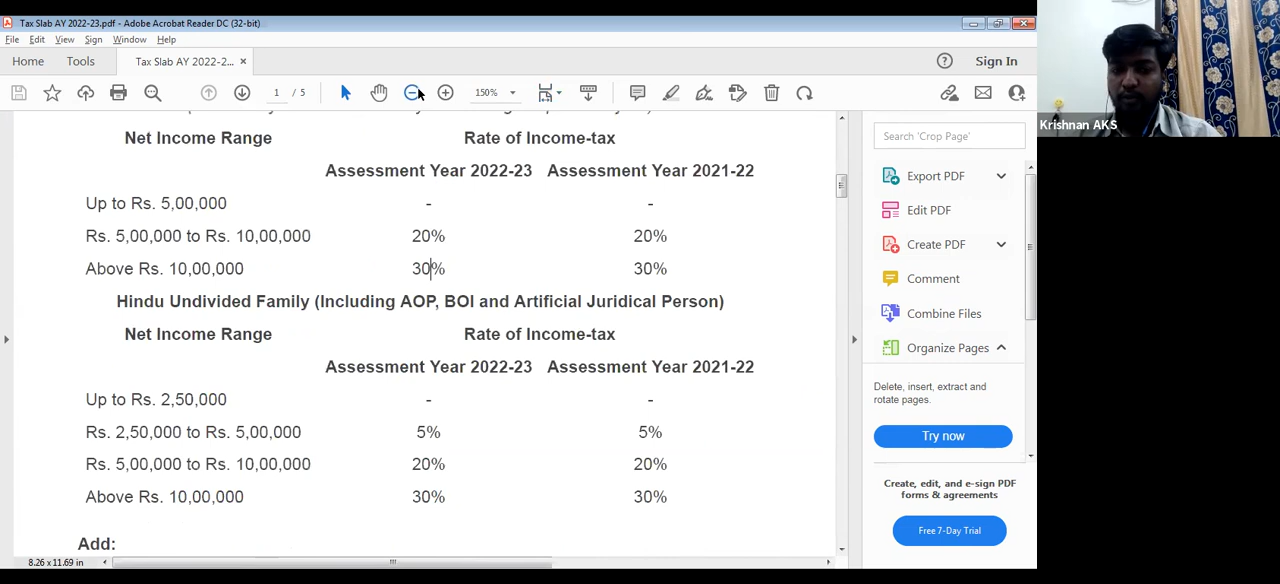 Tax Slab AY 2022-23.pdf - Adobe Acrobat Reader DC (32-bit)
File Edit View Sign Window Help
Home Tools Tax Slab AY 2022-2... × Sign In
1 / 5 150%
Net Income Range Rate of Income-tax
Assessment Year 2022-23 Assessment Year 2021-22
Up to Rs. 5,00,000 - -
Rs. 5,00,000 to Rs. 10,00,000 20% 20%
Above Rs. 10,00,000 30% 30%
Hindu Undivided Family (Including AOP, BOI and Artificial Juridical Person)
Net Income Range Rate of Income-tax
Assessment Year 2022-23 Assessment Year 2021-22
Up to Rs. 2,50,000 - -
Rs. 2,50,000 to Rs. 5,00,000 5% 5%
Rs. 5,00,000 to Rs. 10,00,000 20% 20%
Above Rs. 10,00,000 30% 30%
Add:
8.26 x 11.69 in
Search 'Crop Page'
Export PDF
Edit PDF
Create PDF
Comment
Combine Files
Organize Pages
Delete, insert, extract and
rotate pages.
Try now
Create, edit, and e-sign PDF
forms & agreements
Free 7-Day Trial
Krishnan AKS